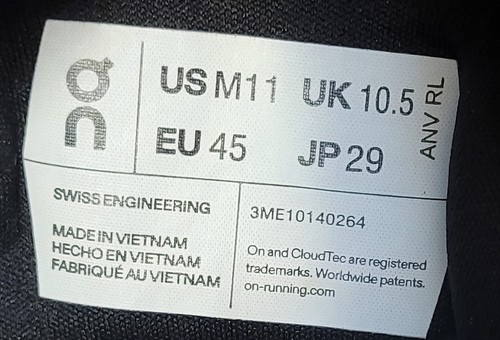 On
US M11 UK 10.5
EU 45 JP 29
ANV RL
SWISS ENGINEERING
MADE IN VIETNAM
HECHO EN VIETNAM
FABRIQUÉ AU VIETNAM
3ME10140264
On and CloudTec are registered
trademarks. Worldwide patents.
on-running.com